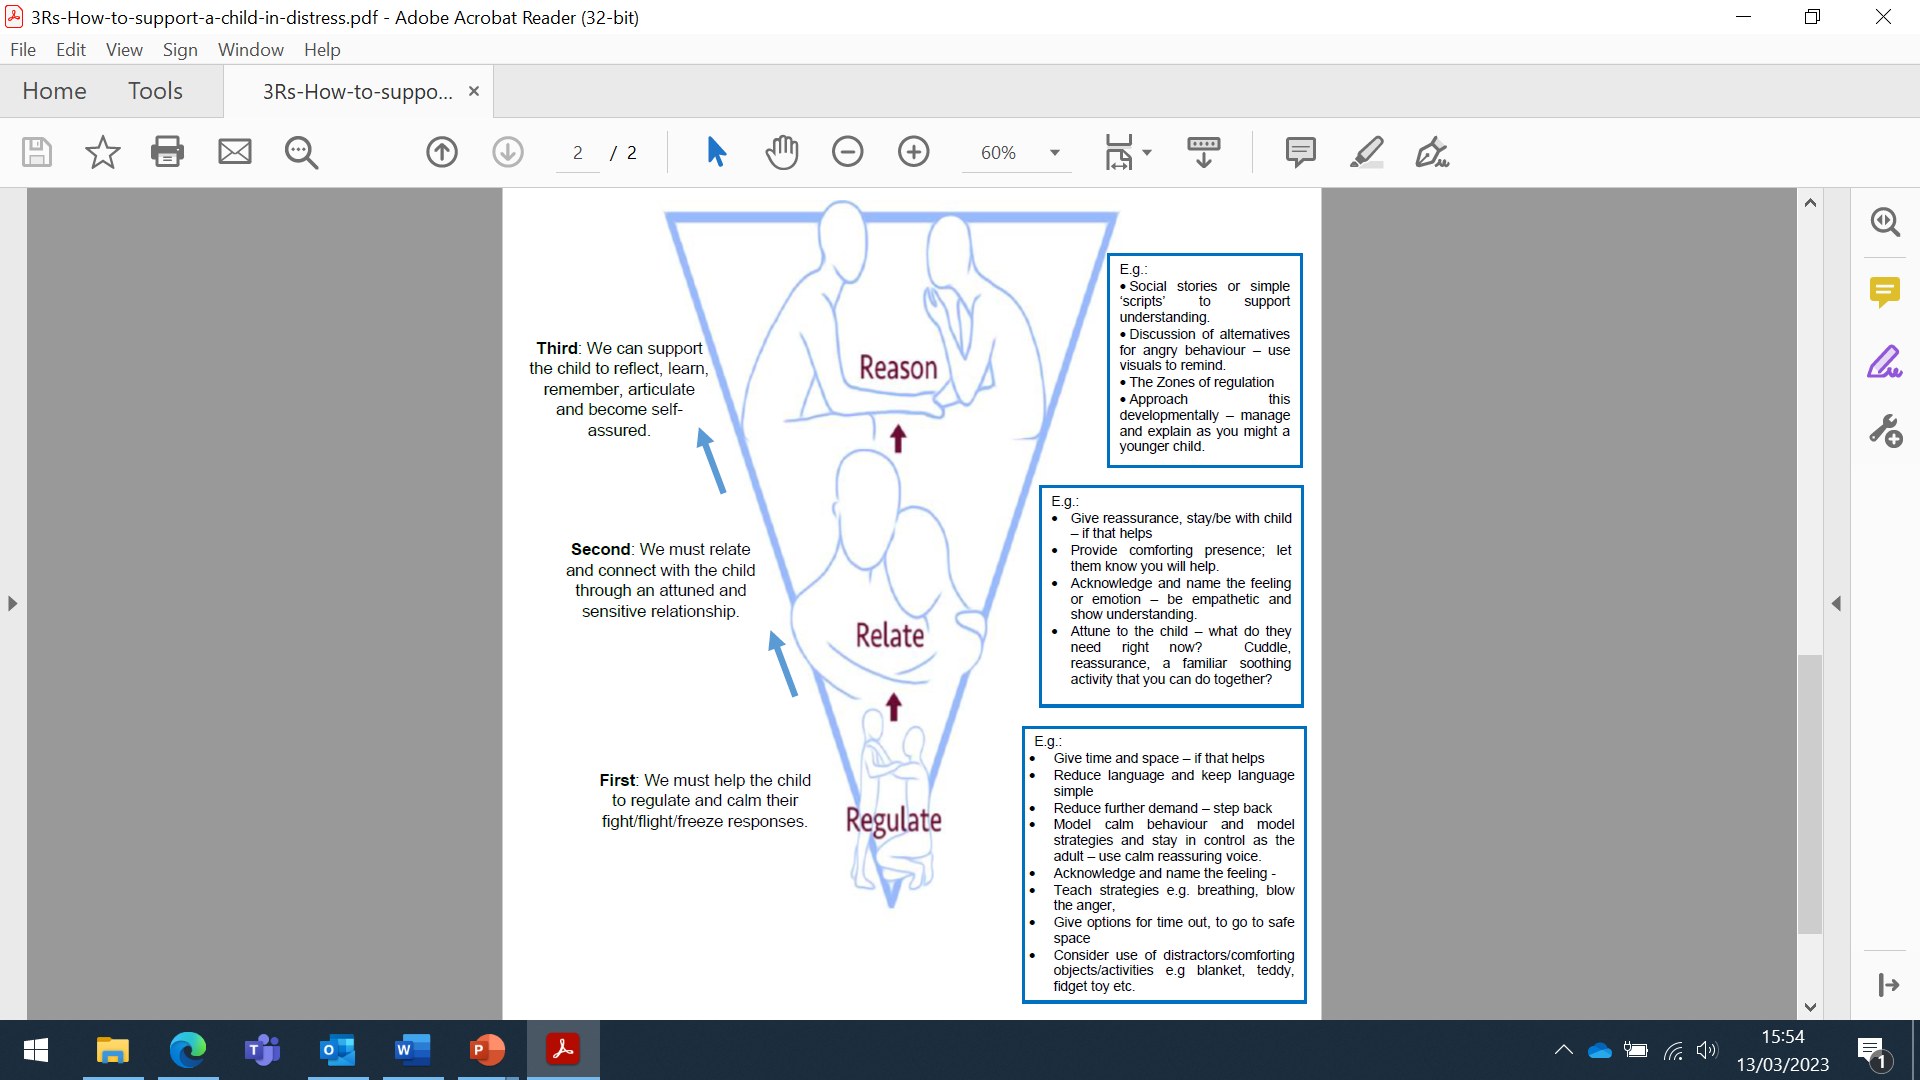 3Rs-How-to-support-a-child-in-distress.pdf - Adobe Acrobat Reader (32-bit)
File Edit View Sign Window Help
Home Tools 3Rs-How-to-suppo... ×
2 / 2 60%
E.g.:
• Social stories or simple
‘scripts’ to support
understanding.
• Discussion of alternatives
for angry behaviour – use
visuals to remind.
• The Zones of regulation
• Approach this
developmentally – manage
and explain as you might a
younger child.
Third: We can support
the child to reflect, learn,
remember, articulate
and become self-
assured.
Reason
E.g.:
• Give reassurance, stay/be with child
– if that helps
• Provide comforting presence; let
them know you will help.
• Acknowledge and name the feeling
or emotion – be empathetic and
show understanding.
• Attune to the child – what do they
need right now? Cuddle,
reassurance, a familiar soothing
activity that you can do together?
Second: We must relate
and connect with the child
through an attuned and
sensitive relationship.
Relate
E.g.:
• Give time and space – if that helps
• Reduce language and keep language
simple
• Reduce further demand – step back
• Model calm behaviour and model
strategies and stay in control as the
adult – use calm reassuring voice.
• Acknowledge and name the feeling -
• Teach strategies e.g. breathing, blow
the anger,
• Give options for time out, to go to safe
space
• Consider use of distractors/comforting
objects/activities e.g blanket, teddy,
fidget toy etc.
First: We must help the child
to regulate and calm their
fight/flight/freeze responses.
Regulate
15:54
13/03/2023
1